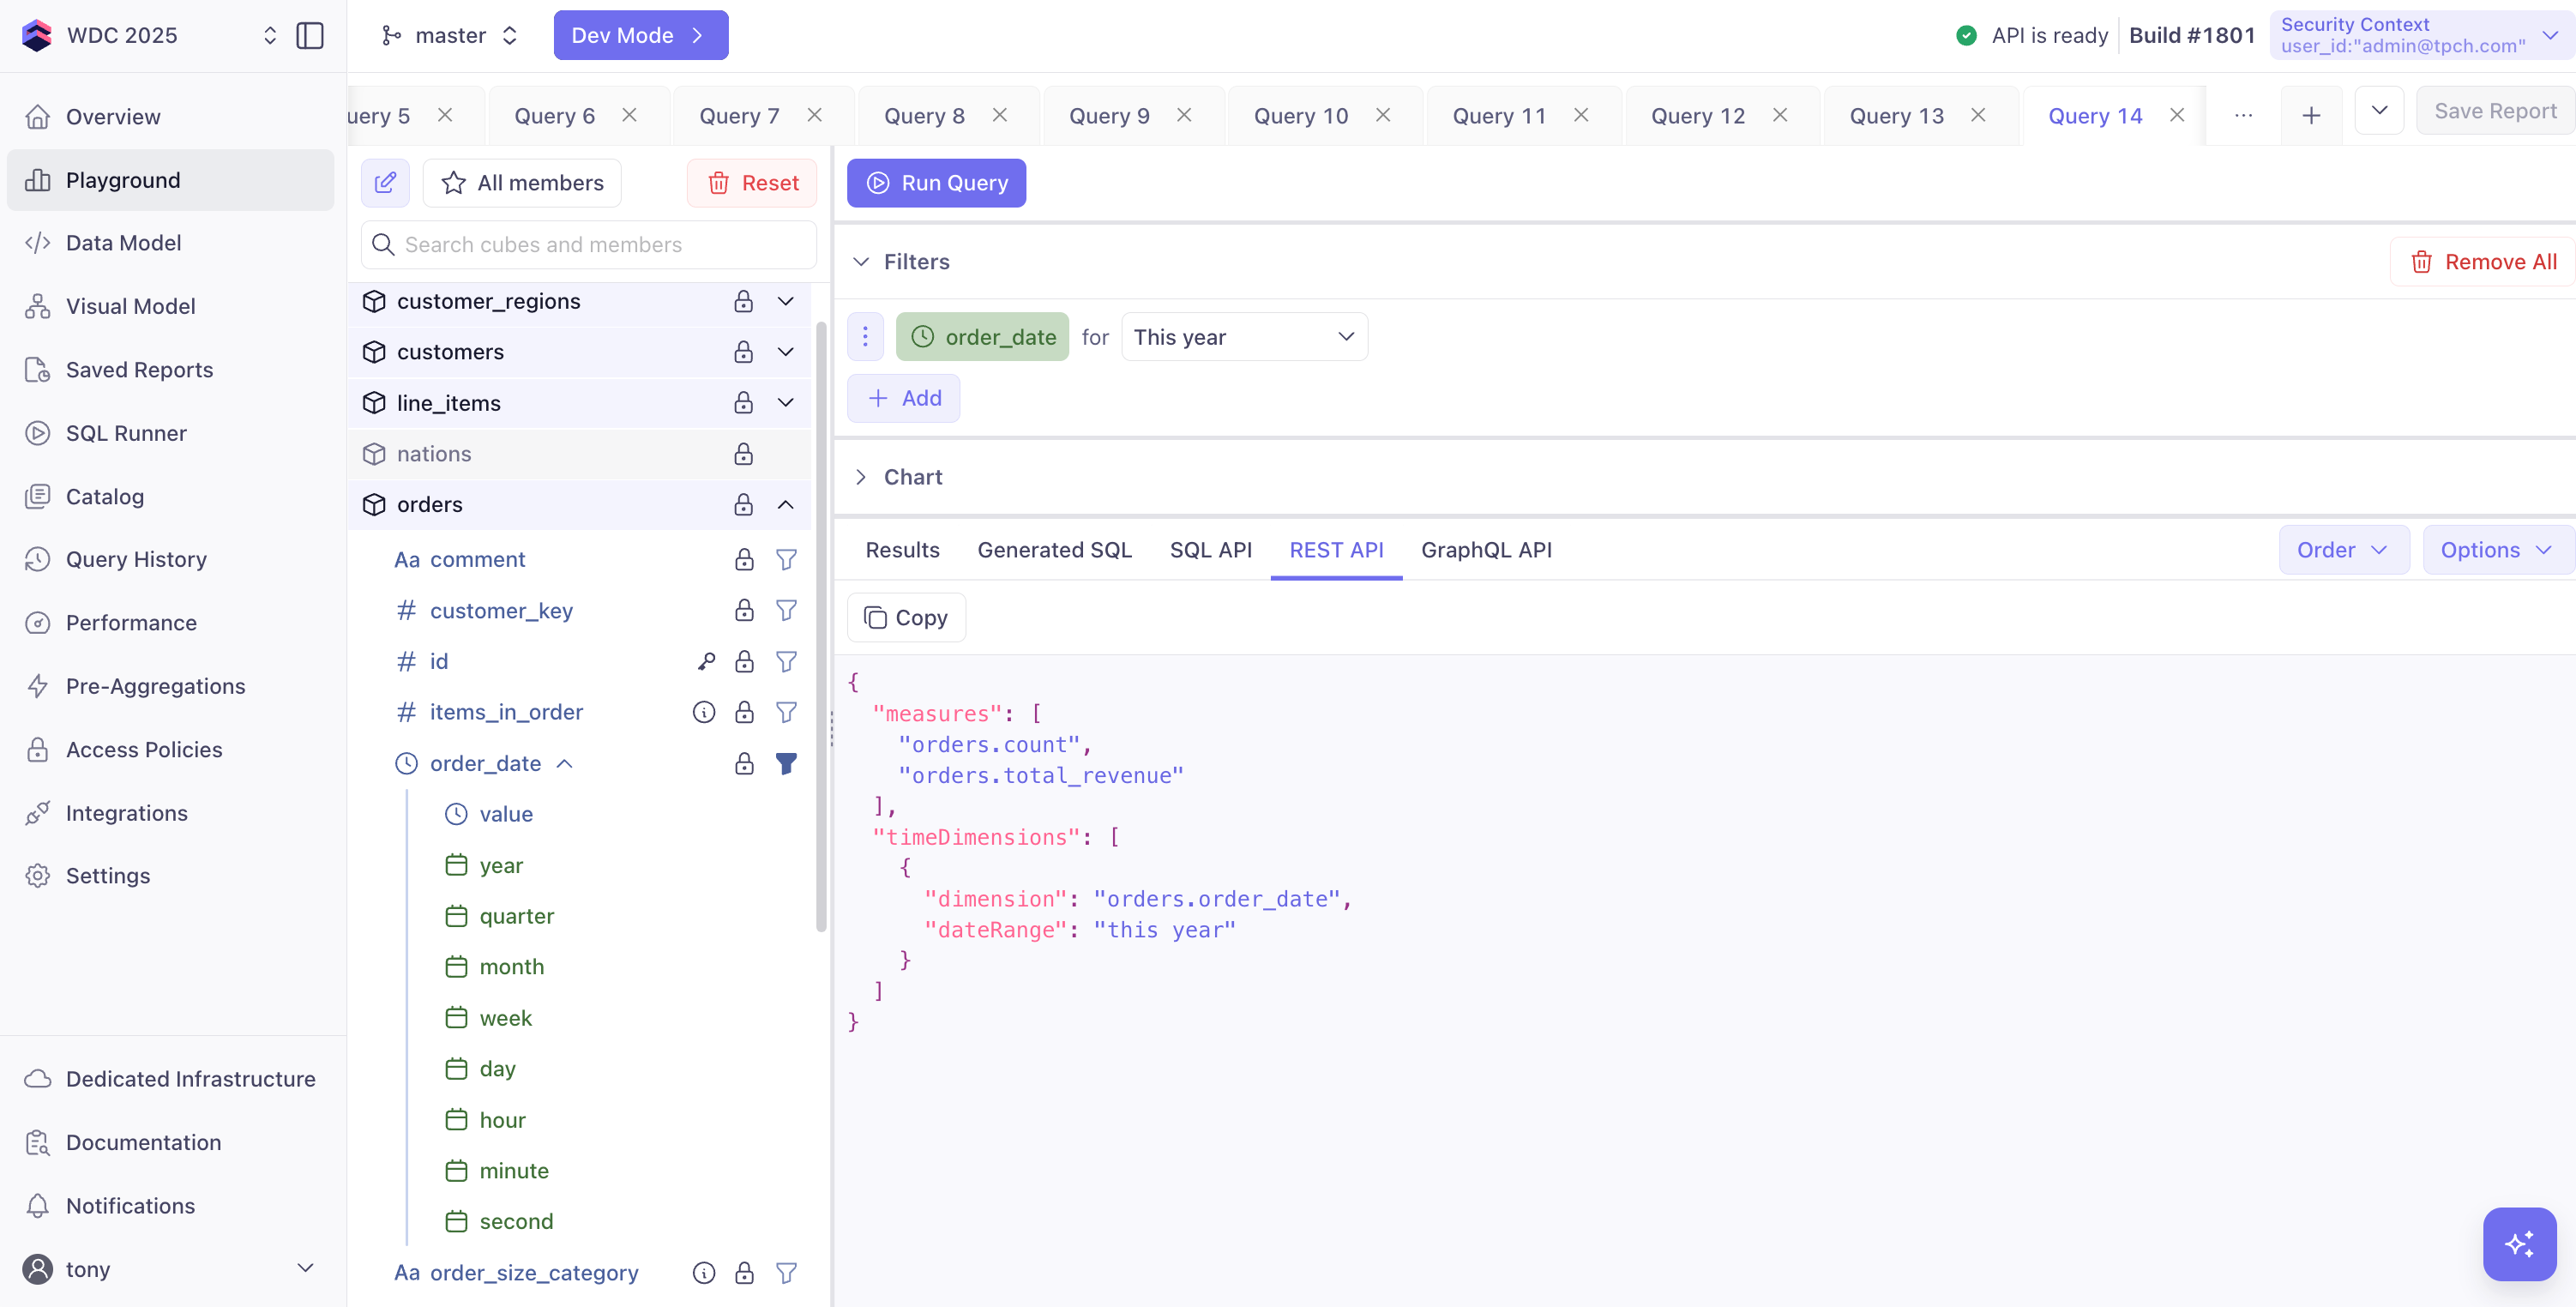 WDC 2025
master
Dev Mode
API is ready
Build #1801
Security Context
user_id:"admin@tpch.com"
Overview
Playground
Data Model
Visual Model
Saved Reports
SQL Runner
Catalog
Query History
Performance
Pre-Aggregations
Access Policies
Integrations
Settings
Dedicated Infrastructure
Documentation
Notifications
tony
uery 5
Query 6
Query 7
Query 8
Query 9
Query 10
Query 11
Query 12
Query 13
Query 14
...
Save Report
All members
Reset
Search cubes and members
customer_regions
customers
line_items
nations
orders
Aa comment
# customer_key
# id
# items_in_order
order_date
value
year
quarter
month
week
day
hour
minute
second
Aa order_size_category
Run Query
Filters
Remove All
order_date for This year
+ Add
Chart
Results
Generated SQL
SQL API
REST API
GraphQL API
Order
Options
Copy
{
"measures": [
"orders.count",
"orders.total_revenue"
],
"timeDimensions": [
{
"dimension": "orders.order_date",
"dateRange": "this year"
}
]
}